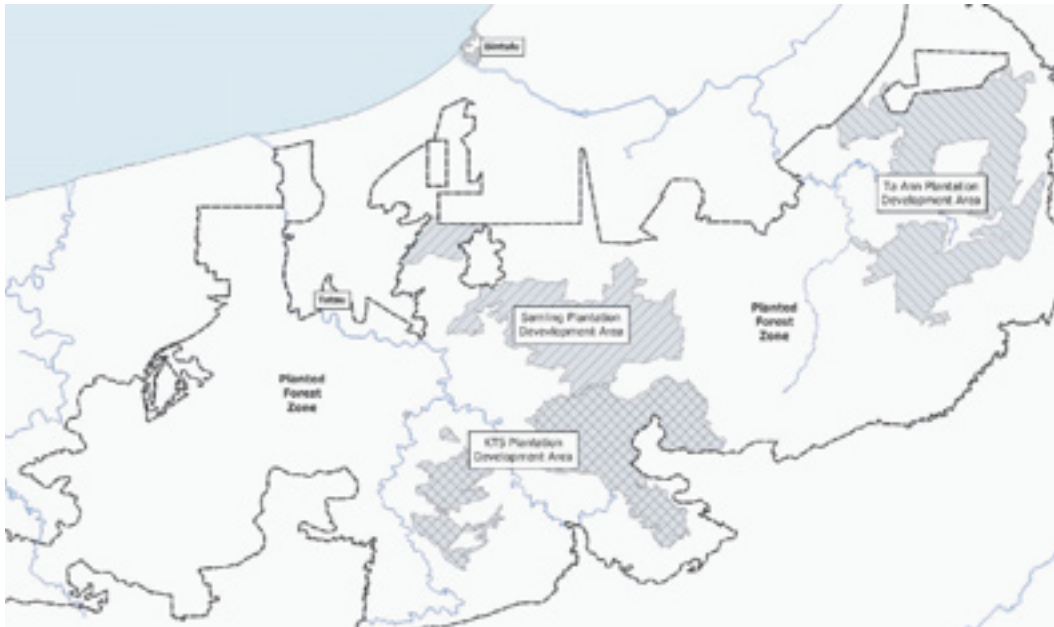 Bintulu
Ta Ann Plantation
Development Area
Tatau
Samling Plantation
Devevlopment Area
Planted
Forest
Zone
Planted
Forest
Zone
KTS Plantation
Development Area